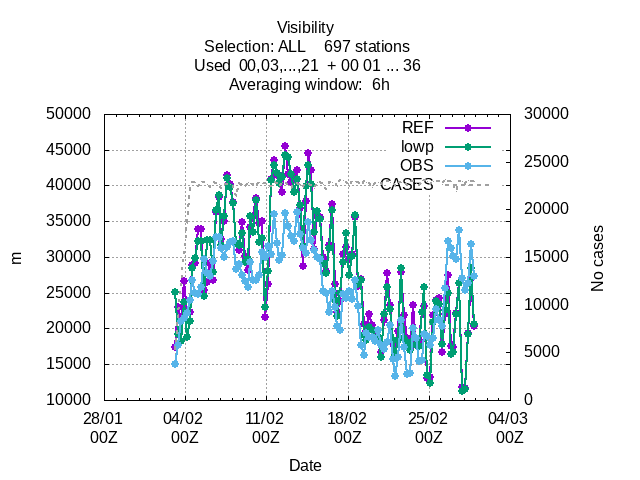 Visibility
Selection: ALL 697 stations
Used 00,03,...,21 + 00 01 ... 36
Averaging window: 6h
50000
45000
40000
35000
30000
25000
20000
15000
10000
m
30000
25000
20000
15000
10000
5000
0
No cases
REF
lowp
OBS
CASES
28/01 04/02 11/02 18/02 25/02 04/03
00Z 00Z 00Z 00Z 00Z 00Z
Date